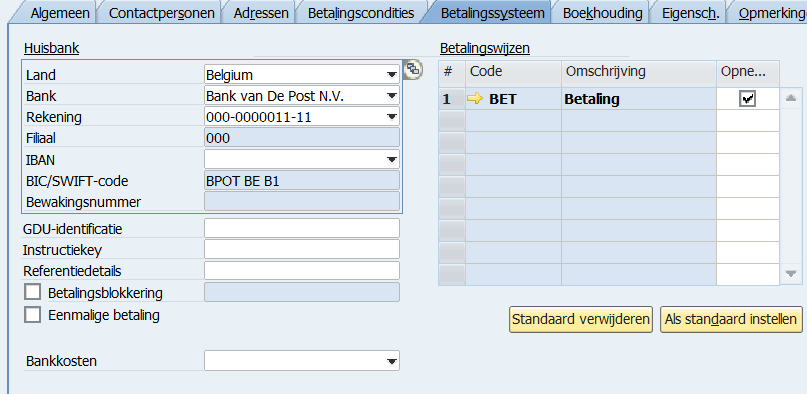 Algemeen Contactpersonen Adressen Betalingscondities Betalingssysteem Boekhouding Eigensch. Opmerking
Huisbank
Land Belgium
Bank Bank van De Post N.V.
Rekening 000-0000011-11
Filiaal 000
IBAN
BIC/SWIFT-code BPOT BE B1
Bewakingsnummer
GDU-identificatie
Instructiekey
Referentiedetails
Betalingsblokkering
Eenmalige betaling
Bankkosten
Betalingswijzen
# Code Omschrijving Opne...
1 BET Betaling
Standaard verwijderen Als standaard instellen